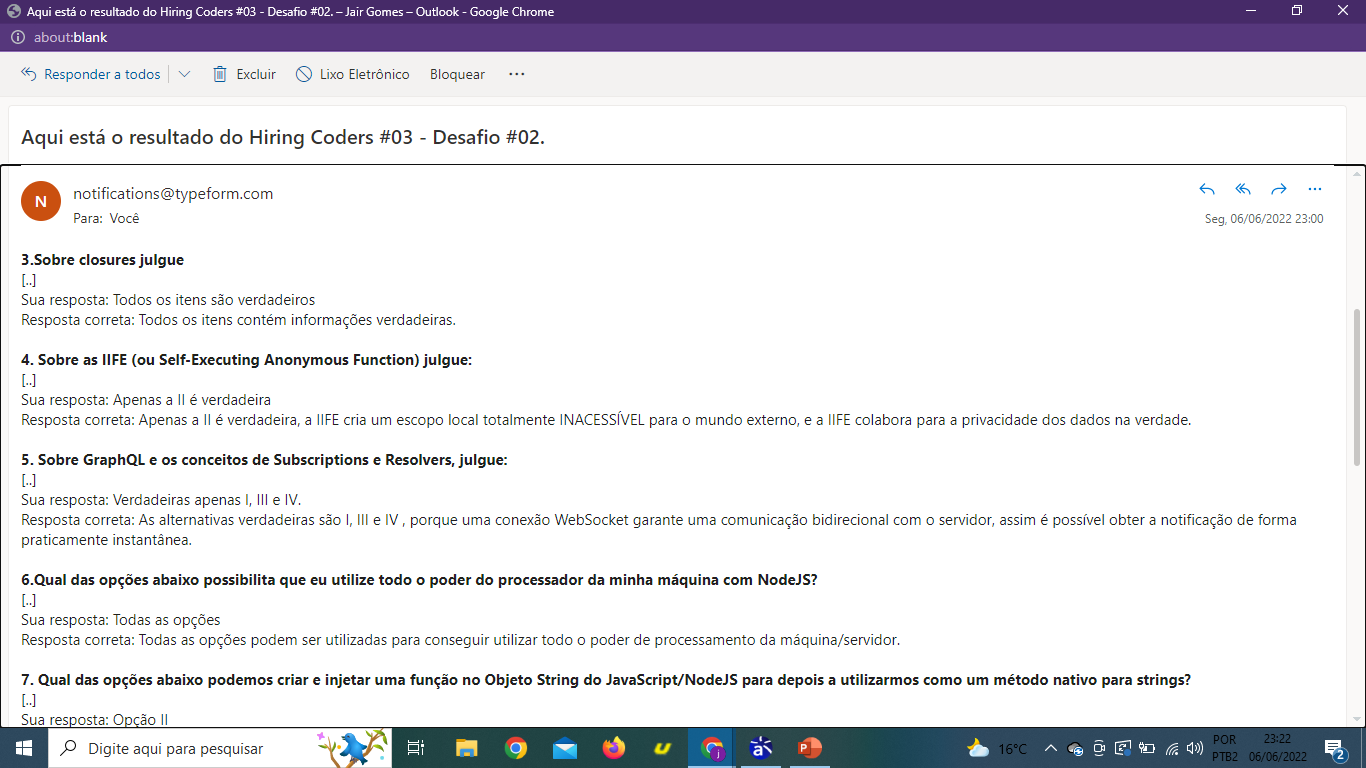 Aqui está o resultado do Hiring Coders #03 - Desafio #02. – Jair Gomes – Outlook - Google Chrome
about:blank
Responder a todos
Excluir
Lixo Eletrônico
Bloquear
Aqui está o resultado do Hiring Coders #03 - Desafio #02.
N
notifications@typeform.com
Para: Você
Seg, 06/06/2022 23:00
3.Sobre closures julgue
[..]
Sua resposta: Todos os itens são verdadeiros
Resposta correta: Todos os itens contém informações verdadeiras.
4. Sobre as IIFE (ou Self-Executing Anonymous Function) julgue:
[..]
Sua resposta: Apenas a II é verdadeira
Resposta correta: Apenas a II é verdadeira, a IIFE cria um escopo local totalmente INACESSÍVEL para o mundo externo, e a IIFE colabora para a privacidade dos dados na verdade.
5. Sobre GraphQL e os conceitos de Subscriptions e Resolvers, julgue:
[..]
Sua resposta: Verdadeiras apenas I, III e IV.
Resposta correta: As alternativas verdadeiras são I, III e IV , porque uma conexão WebSocket garante uma comunicação bidirecional com o servidor, assim é possível obter a notificação de forma
praticamente instantânea.
6.Qual das opções abaixo possibilita que eu utilize todo o poder do processador da minha máquina com NodeJS?
[..]
Sua resposta: Todas as opções
Resposta correta: Todas as opções podem ser utilizadas para conseguir utilizar todo o poder de processamento da máquina/servidor.
7. Qual das opções abaixo podemos criar e injetar uma função no Objeto String do JavaScript/NodeJS para depois a utilizarmos como um método nativo para strings?
[..]
Sua resposta: Opção II
Digite aqui para pesquisar
j
16°C
POR
PTB2
23:22
06/06/2022
2